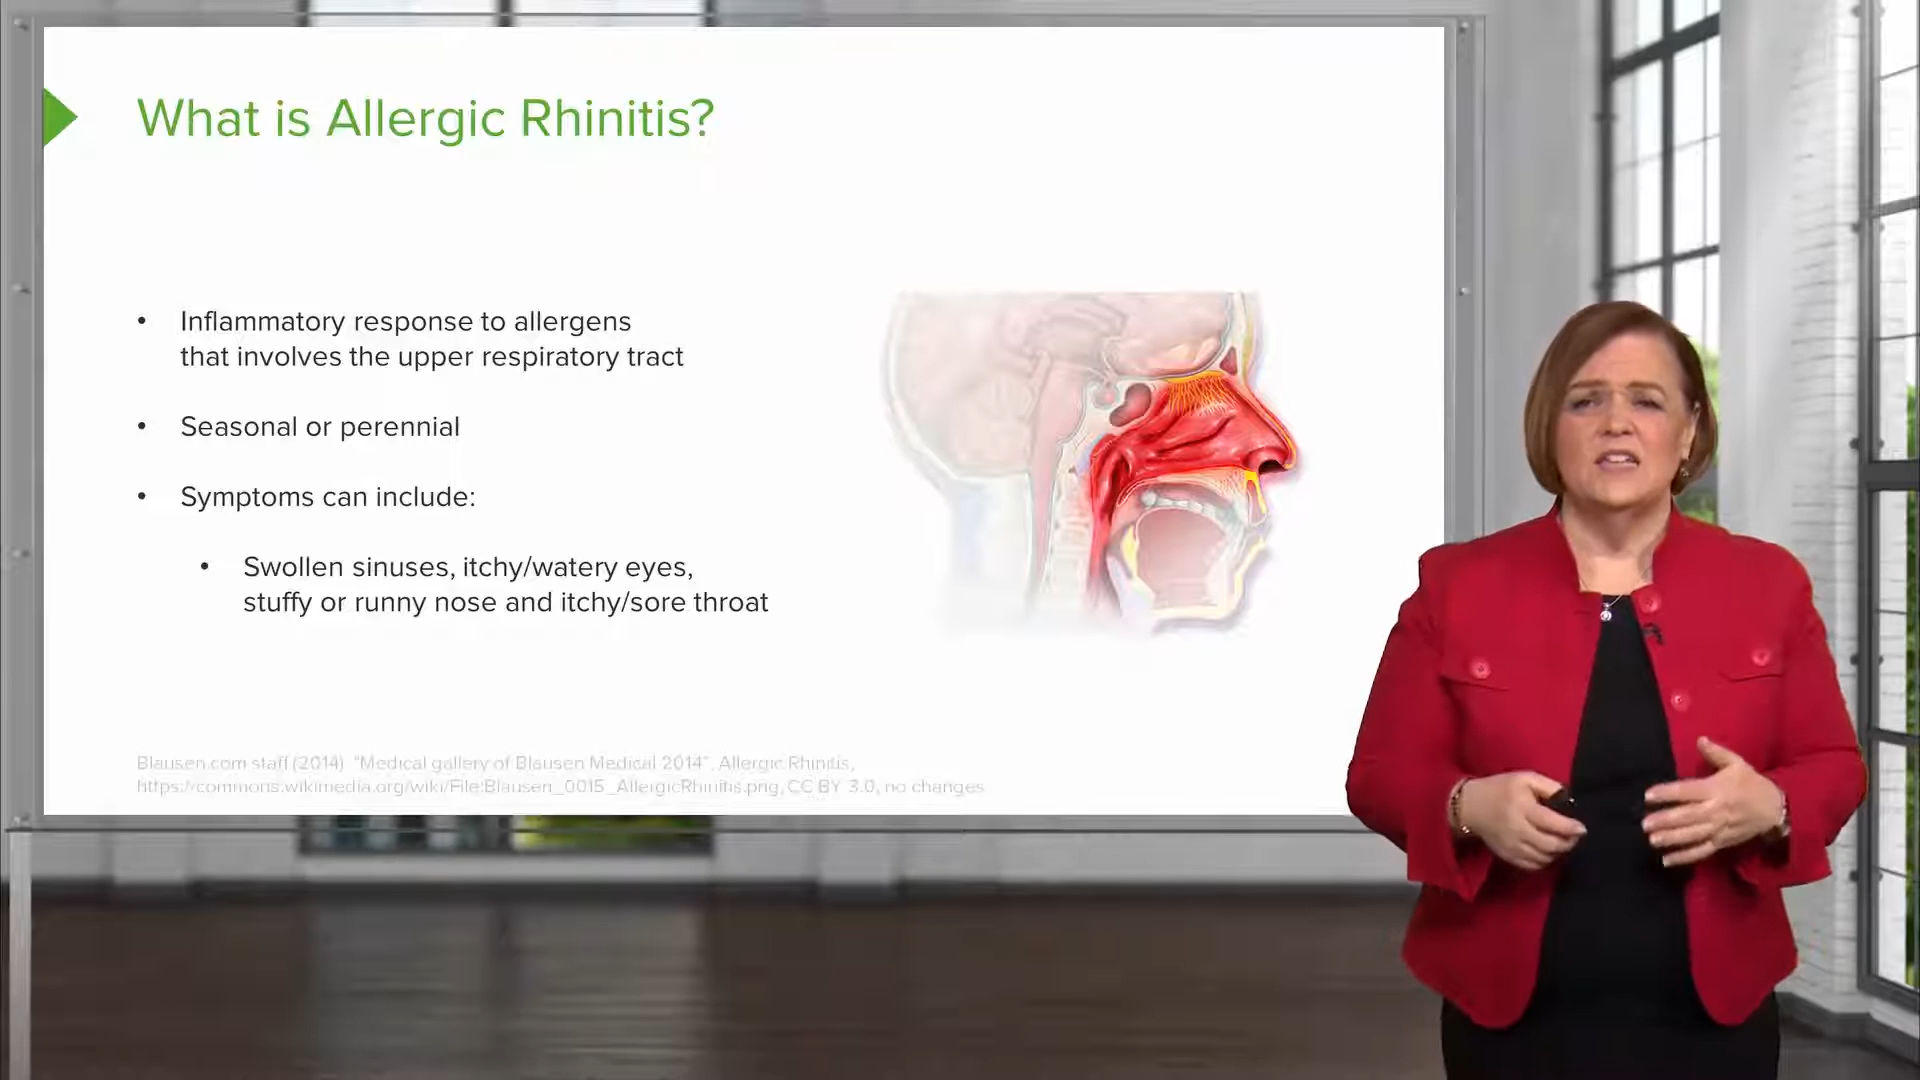 What is Allergic Rhinitis?
• Inflammatory response to allergens
that involves the upper respiratory tract
• Seasonal or perennial
• Symptoms can include:
• Swollen sinuses, itchy/watery eyes,
stuffy or runny nose and itchy/sore throat
Blausen.com staff (2014). "Medical gallery of Blausen Medical 2014". Allergic Rhinitis,
https://commons.wikimedia.org/wiki/File:Blausen_0015_AllergicRhinitis.png, CC BY 3.0, no changes